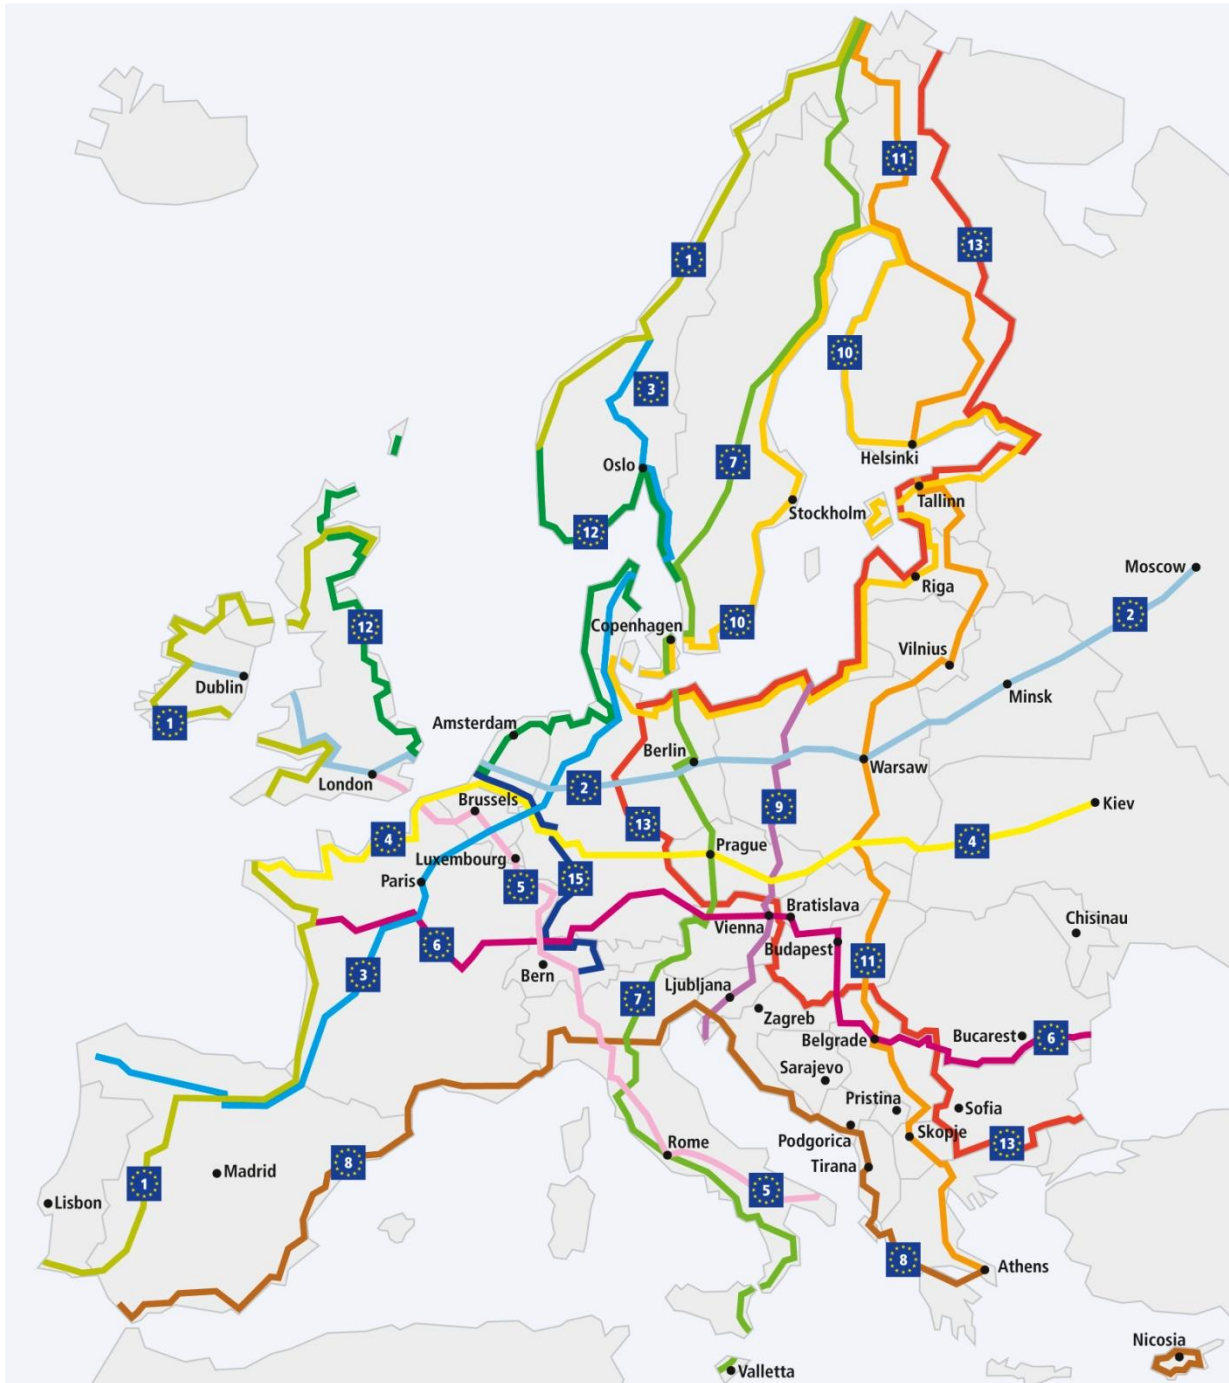 11
1
13
10
3
Helsinki
7
Oslo
Tallinn
Stockholm
12
Moscow
Riga
2
10
Copenhagen
12
Vilnius
Dublin
Minsk
1
Amsterdam
Berlin
Warsaw
London
2
Brussels
9
Kiev
13
4
4
Prague
Luxembourg
15
Paris
5
Bratislava
Chisinau
Vienna
6
Budapest
11
Bern
3
Ljubljana
7
Zagreb
Belgrade
Bucarest
6
Sarajevo
Pristina
Sofia
Skopje
Podgorica
13
Rome
8
Madrid
Tirana
1
5
Lisbon
8
Athens
Nicosia
Valletta